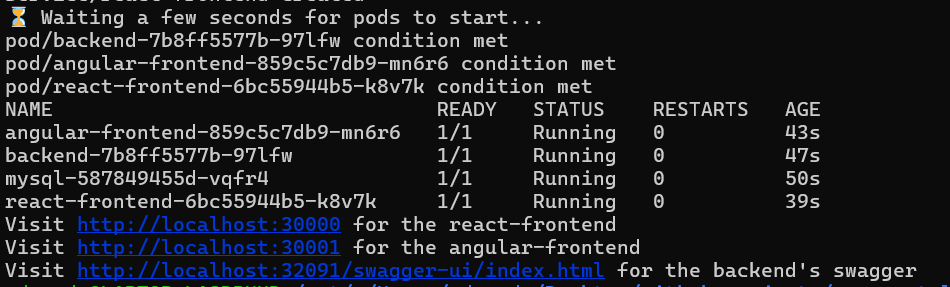 ⏳ Waiting a few seconds for pods to start...
pod/backend-7b8ff5577b-97lfw condition met
pod/angular-frontend-859c5c7db9-mn6r6 condition met
pod/react-frontend-6bc55944b5-k8v7k condition met
NAME READY STATUS RESTARTS AGE
angular-frontend-859c5c7db9-mn6r6 1/1 Running 0 43s
backend-7b8ff5577b-97lfw 1/1 Running 0 47s
mysql-587849455d-vqfr4 1/1 Running 0 50s
react-frontend-6bc55944b5-k8v7k 1/1 Running 0 39s
Visit http://localhost:30000 for the react-frontend
Visit http://localhost:30001 for the angular-frontend
Visit http://localhost:32091/swagger-ui/index.html for the backend's swagger